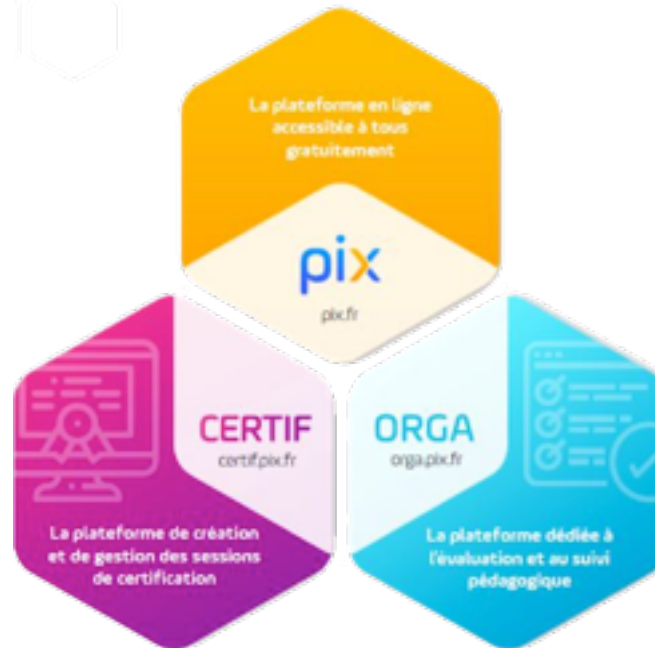 La plateforme en ligne
accessible à tous
gratuitement
pix
pix.fr
CERTIF
certif.pix.fr
La plateforme de création
et de gestion des sessions
de certification
ORGA
orga.pix.fr
La plateforme dédiée à
l'évaluation et au suivi
pédagogique